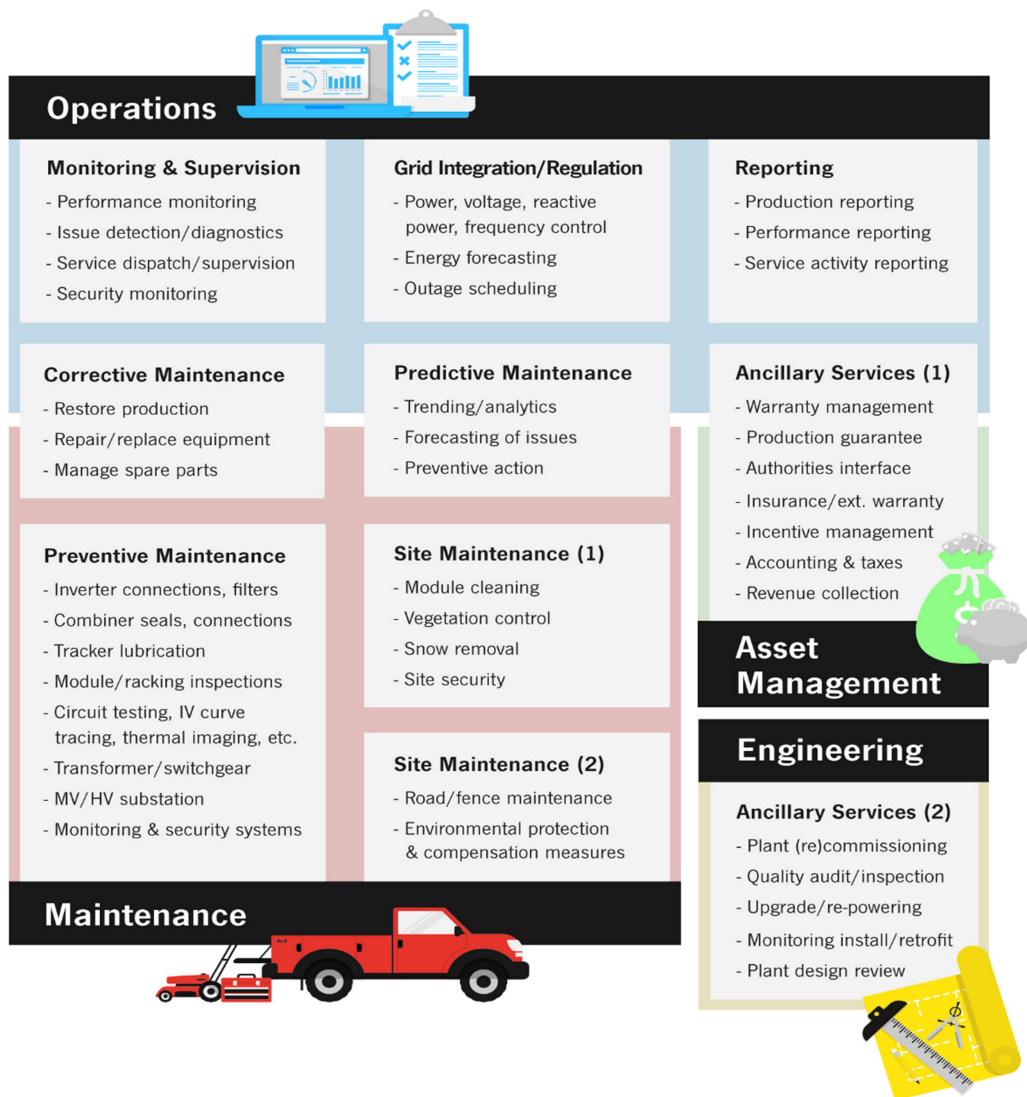 Operations
Monitoring & Supervision
- Performance monitoring
- Issue detection/diagnostics
- Service dispatch/supervision
- Security monitoring
Grid Integration/Regulation
- Power, voltage, reactive
power, frequency control
- Energy forecasting
- Outage scheduling
Reporting
- Production reporting
- Performance reporting
- Service activity reporting
Corrective Maintenance
- Restore production
- Repair/replace equipment
- Manage spare parts
Predictive Maintenance
- Trending/analytics
- Forecasting of issues
- Preventive action
Ancillary Services (1)
- Warranty management
- Production guarantee
- Authorities interface
- Insurance/ext. warranty
- Incentive management
- Accounting & taxes
- Revenue collection
Preventive Maintenance
- Inverter connections, filters
- Combiner seals, connections
- Tracker lubrication
- Module/racking inspections
- Circuit testing, IV curve
tracing, thermal imaging, etc.
- Transformer/switchgear
- MV/HV substation
- Monitoring & security systems
Site Maintenance (1)
- Module cleaning
- Vegetation control
- Snow removal
- Site security
Site Maintenance (2)
- Road/fence maintenance
- Environmental protection
& compensation measures
Asset
Management
Engineering
Ancillary Services (2)
- Plant (re)commissioning
- Quality audit/inspection
- Upgrade/re-powering
- Monitoring install/retrofit
- Plant design review
Maintenance